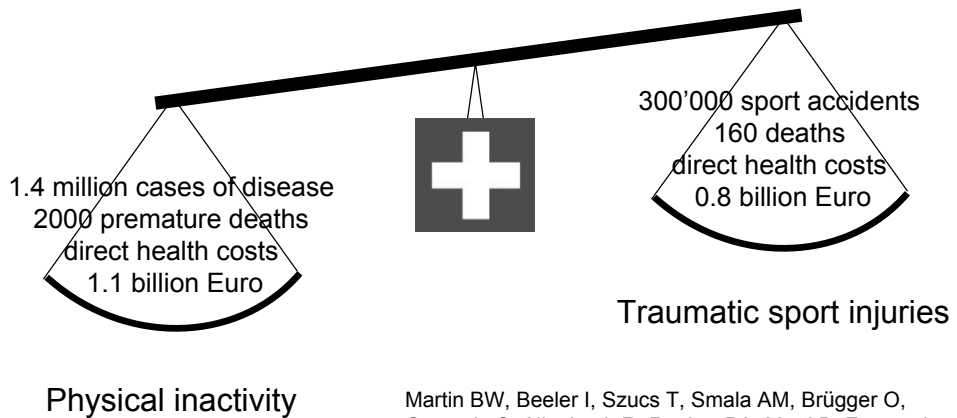 300'000 sport accidents
160 deaths
direct health costs
0.8 billion Euro
1.4 million cases of disease
2000 premature deaths
direct health costs
1.1 billion Euro
Traumatic sport injuries
Physical inactivity
Martin BW, Beeler I, Szucs T, Smala AM, Brügger O,